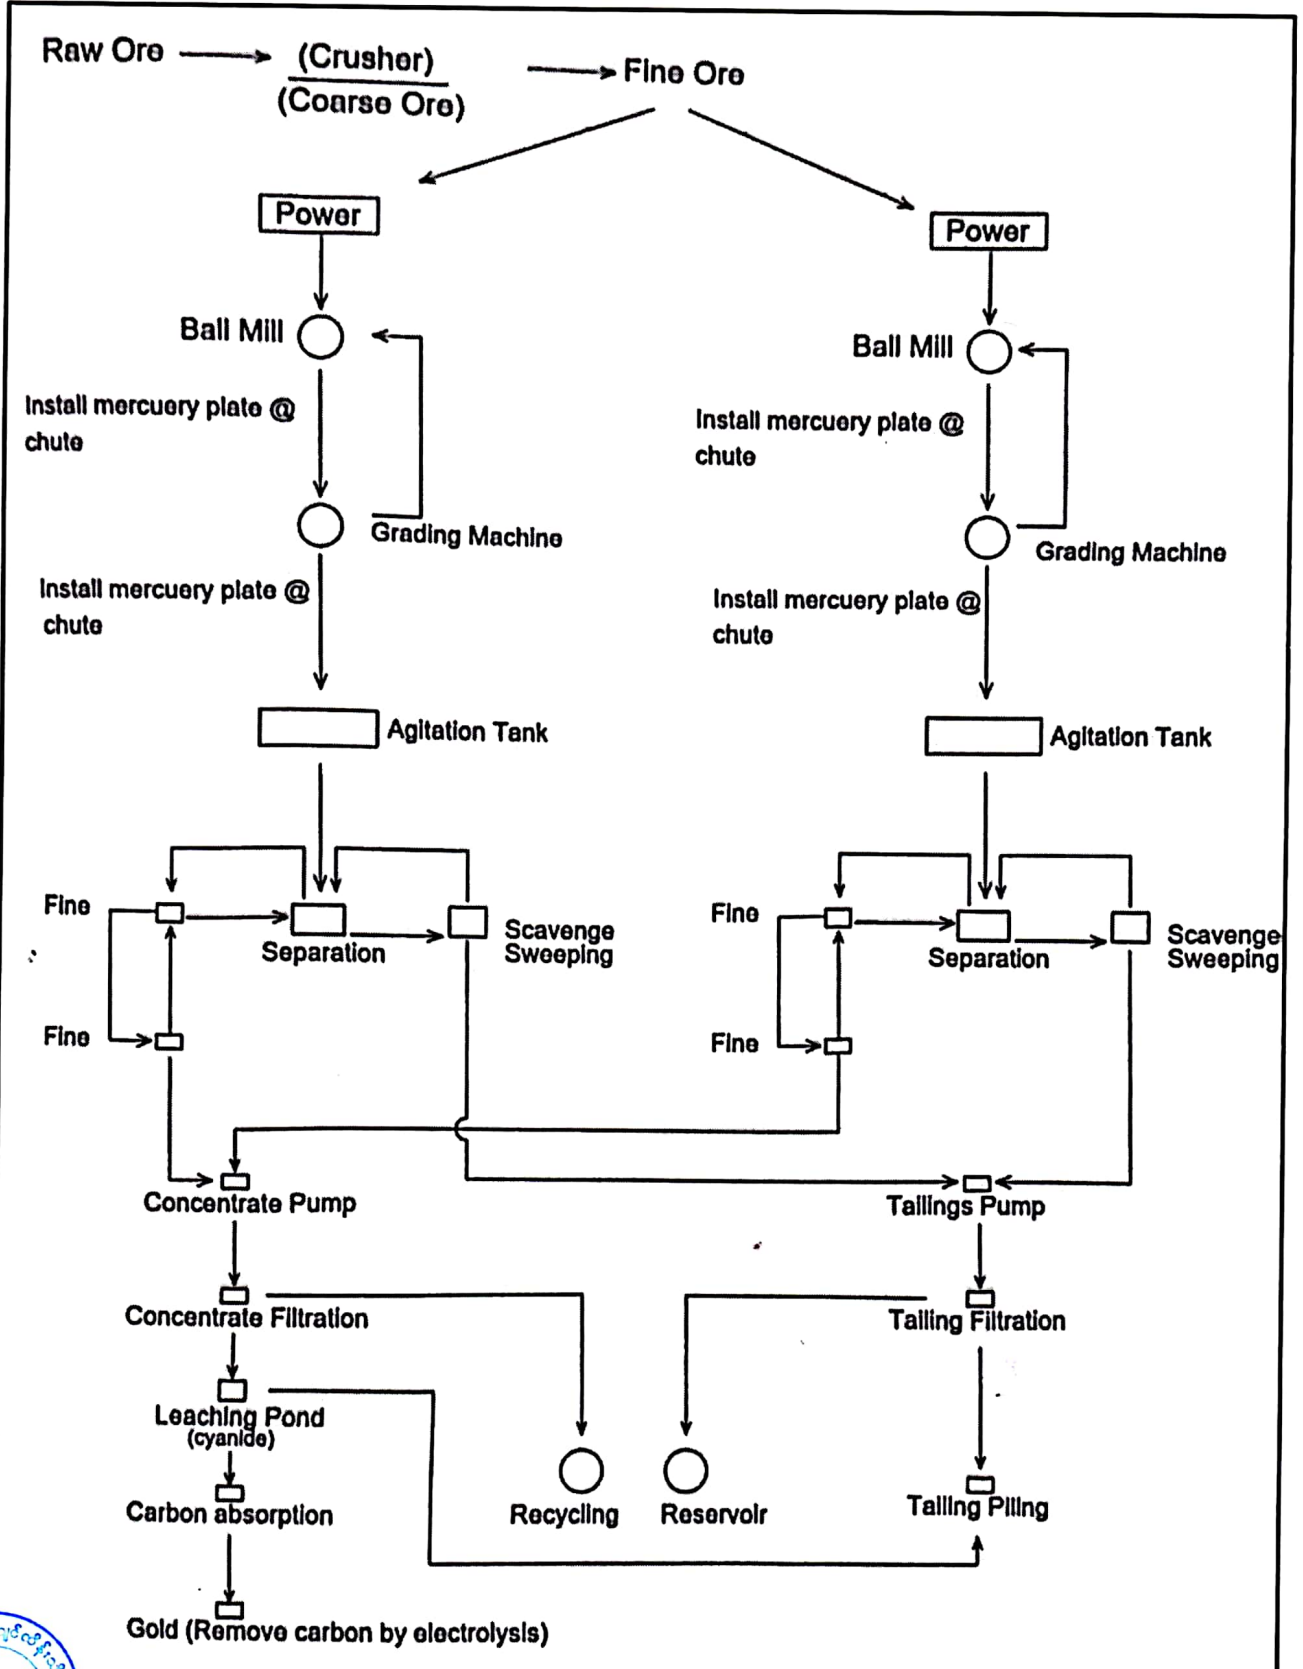 Raw Ore
(Crusher)
(Coarse Ore)
Fine Ore
Power
Power
Ball Mill
Ball Mill
Install mercuery plate @
chute
Install mercuery plate @
chute
Grading Machine
Grading Machine
Install mercuery plate @
chute
Install mercuery plate @
chute
Agitation Tank
Agitation Tank
Fine
Separation
Scavenge
Sweeping
Fine
Fine
Separation
Scavenge
Sweeping
Fine
Concentrate Pump
Tailings Pump
Concentrate Filtration
Tailing Filtration
Leaching Pond
(cyanide)
Carbon absorption
Recycling
Reservoir
Tailing Piling
Gold (Remove carbon by electrolysis)